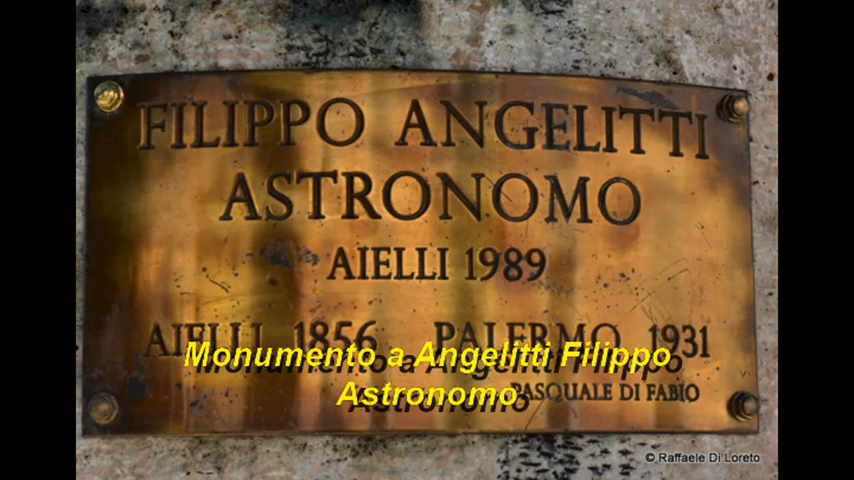 FILIPPO ANGELITTI
ASTRONOMO
AIELLI 1989
AIELLI 1856 PALERMO 1931
Monumento a Angelitti Filippo
Astronomo
PASQUALE DI FABIO
© Raffaele Di Loreto